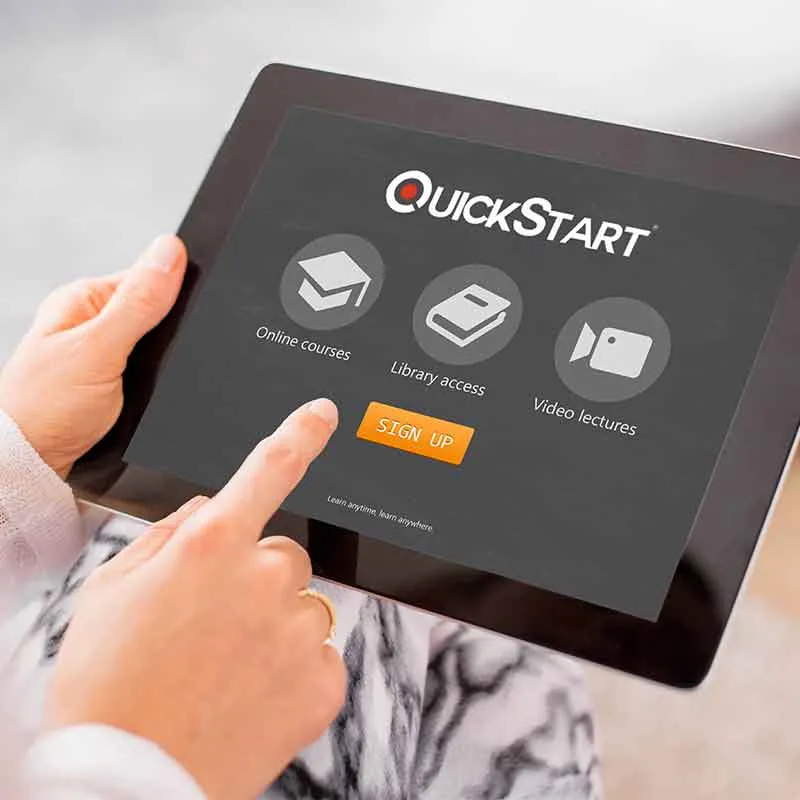 QUICKSTART®
Online courses
Library access
Video lectures
SIGN UP
Learn anytime, learn anywhere.